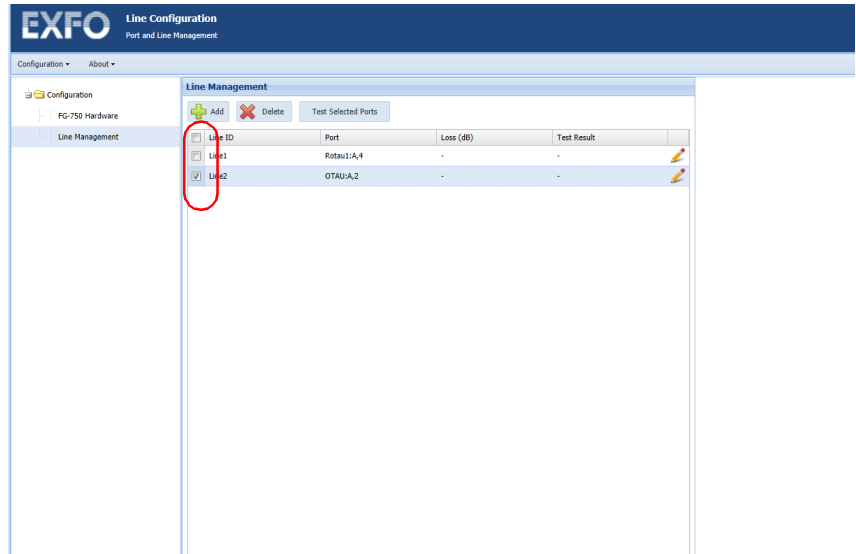 EXFO
Line Configuration
Port and Line Management
Configuration
About
Configuration
FG-750 Hardware
Line Management
Line Management
Add Delete Test Selected Ports
Line ID Port Loss (dB) Test Result
Line1 Rotau1:A,4 - -
Line2 OTAU:A,2 - -